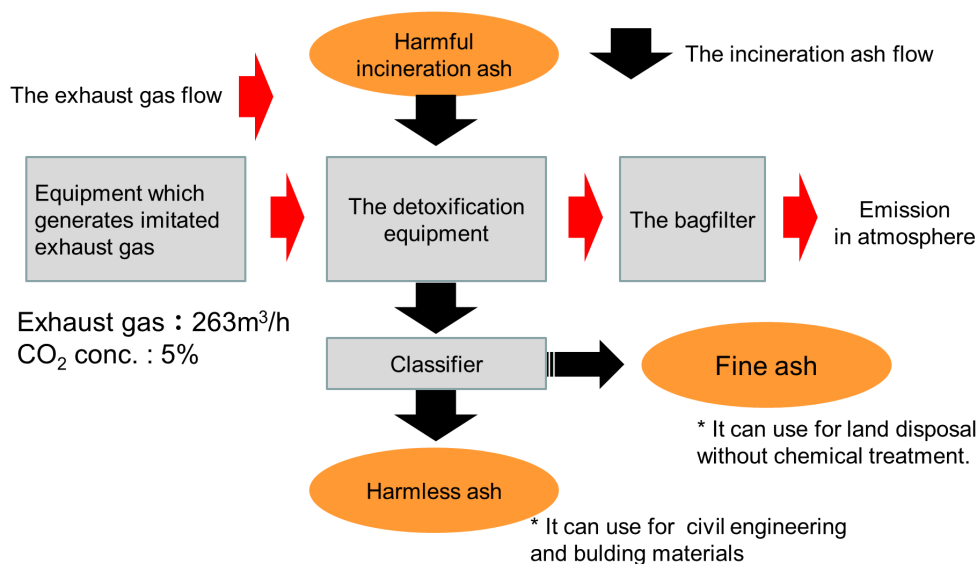 Harmful
incineration ash
The incineration ash flow
The exhaust gas flow
Equipment which
generates imitated
exhaust gas
The detoxification
equipment
The bagfilter
Emission
in atmosphere
Exhaust gas：263m³/h
CO₂ conc. : 5%
Classifier
Fine ash
* It can use for land disposal
without chemical treatment.
Harmless ash
* It can use for  civil engineering
and bulding materials